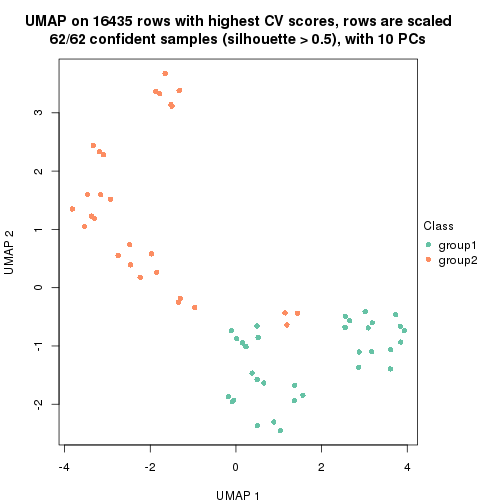 UMAP on 16435 rows with highest CV scores, rows are scaled
62/62 confident samples (silhouette > 0.5), with 10 PCs
3
2
1
0
-1
-2
UMAP 2
-4
-2
0
2
4
UMAP 1
Class
group1
group2